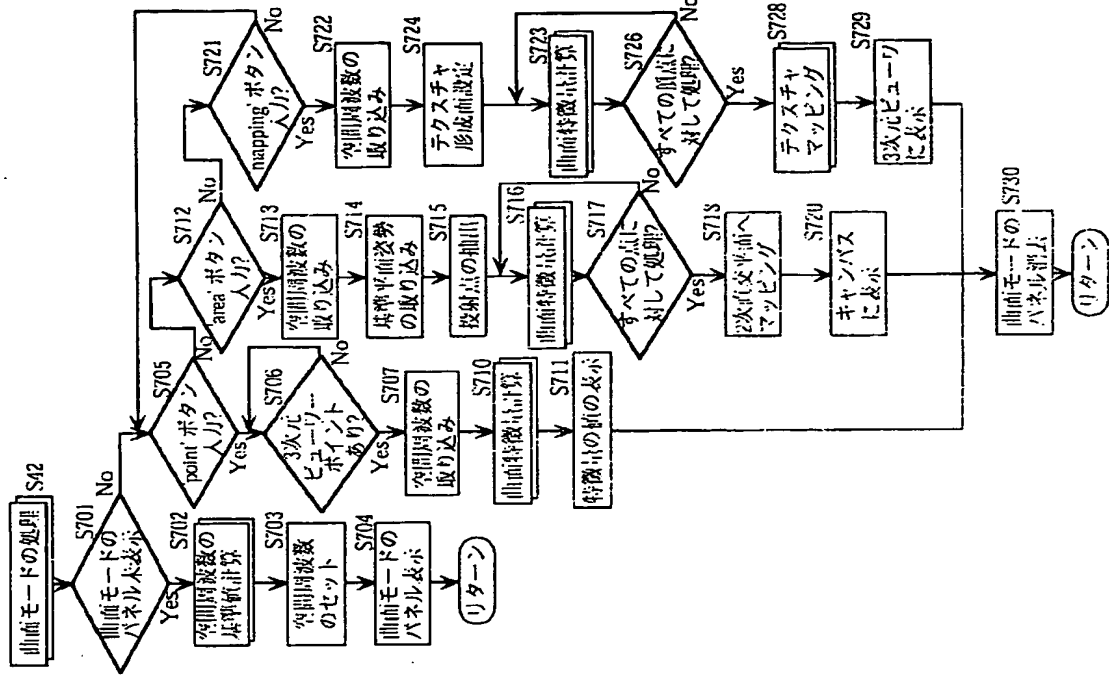 曲面モードの処理
S42
S701
曲面モードの
パネル未表示
No
Yes
S702
空間周波数の
基準値計算
S703
空間周波数
のセット
S704
曲面モードの
パネル表示
リターン
S705
'point'ボタン
入力?
No
Yes
S706
3次元
ビューワー
ポイント
あり?
No
Yes
S707
空間周波数の
取り込み
S710
曲面特徴量計算
S711
特徴量の値の表示
S712
'area'ボタン
入力?
No
Yes
S713
空間周波数の
取り込み
S714
基準平面姿勢
の取り込み
S715
投射点の抽出
S716
曲面特徴量計算
S717
すべての点に
対して処理?
No
Yes
S718
2次直交平面へ
マッピング
S720
キャンバス
に表示
S721
'mapping'ボタン
入力?
No
Yes
S722
空間周波数の
取り込み
S724
テクスチャ
形成面設定
S723
曲面特徴量計算
S726
すべての頂点に
対して処理?
No
Yes
S728
テクスチャ
マッピング
S729
3次元ビューワ
に表示
S730
曲面モードの
パネル消去
リターン